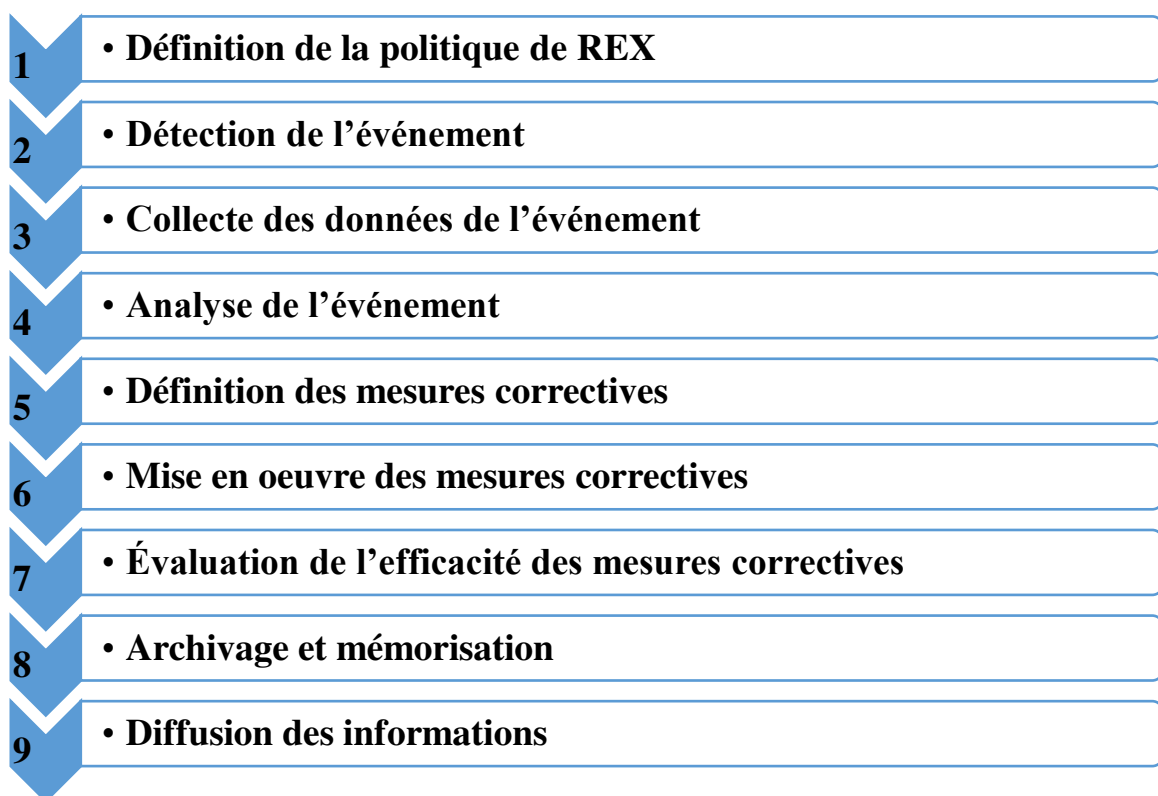 1 • Définition de la politique de REX
2 • Détection de l’événement
3 • Collecte des données de l’événement
4 • Analyse de l’événement
5 • Définition des mesures correctives
6 • Mise en oeuvre des mesures correctives
7 • Évaluation de l’efficacité des mesures correctives
8 • Archivage et mémorisation
9 • Diffusion des informations